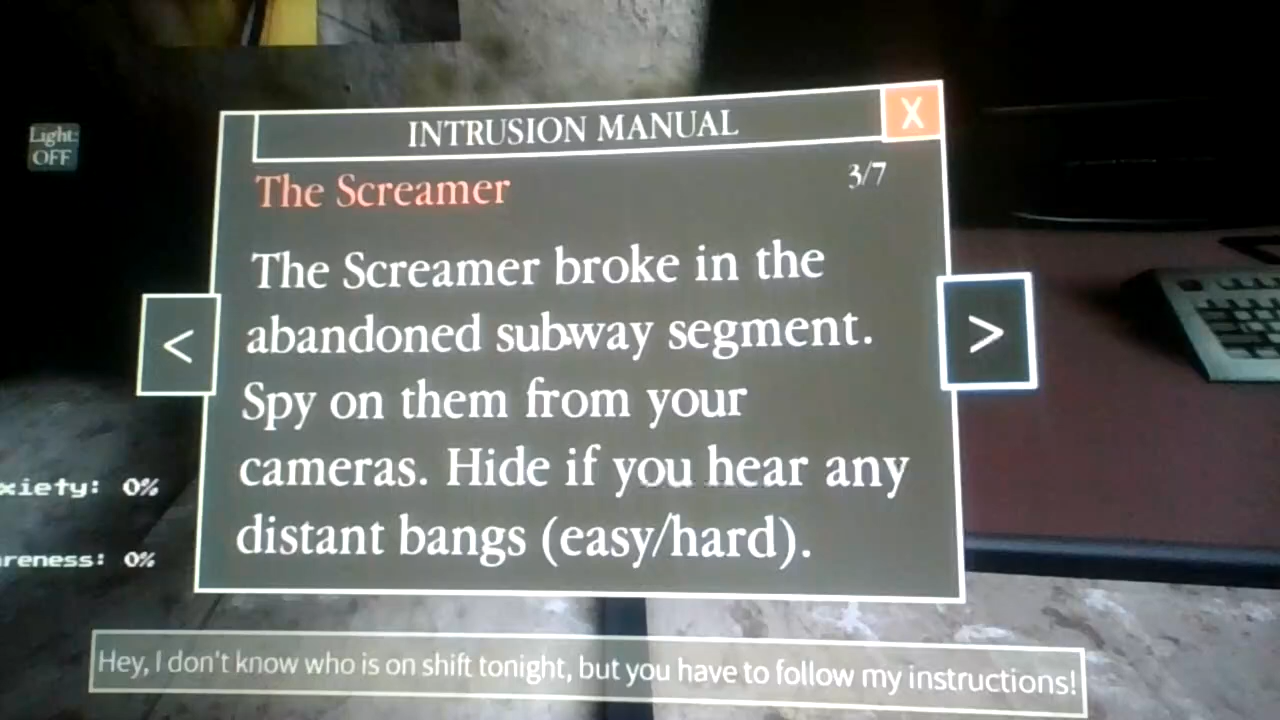 Light:
OFF
INTRUSION MANUAL
X
The Screamer
3/7
The Screamer broke in the
abandoned subway segment.
Spy on them from your
cameras. Hide if you hear any
distant bangs (easy/hard).
<
>
xiety: 0%
reness: 0%
Hey, I don't know who is on shift tonight, but you have to follow my instructions!